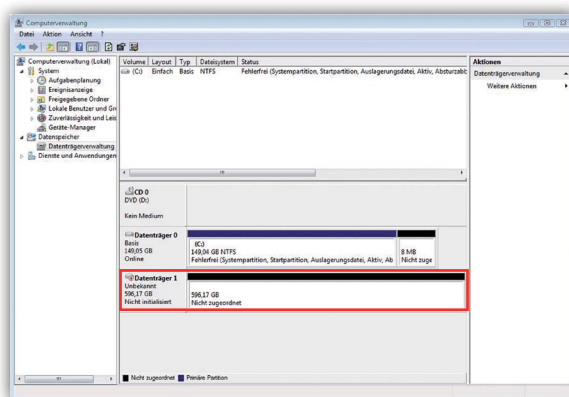 Computerverwaltung
Datei Aktion Ansicht ?
Computerverwaltung (Lokal)
System
Aufgabenplanung
Ereignisanzeige
Freigegebene Ordner
Lokale Benutzer und Gr
Zuverlässigkeit und Leis
Geräte-Manager
Datenspeicher
Datenträgerverwaltung
Dienste und Anwendungen
Volume Layout Typ Dateisystem Status
(C:) Einfach Basis NTFS Fehlerfrei (Systempartition, Startpartition, Auslagerungsdatei, Aktiv, Absturzabb
CD 0
DVD (D:)
Kein Medium
Datenträger 0
Basis
149,05 GB
Online
(C:)
149,04 GB NTFS
Fehlerfrei (Systempartition, Startpartition, Auslagerungsdatei, Aktiv, Ab
8 MB
Nicht zuge
Datenträger 1
Unbekannt
596,17 GB
Nicht initialisiert
596,17 GB
Nicht zugeordnet
Nicht zugeordnet Primäre Partition
Aktionen
Datenträgerverwaltung
Weitere Aktionen